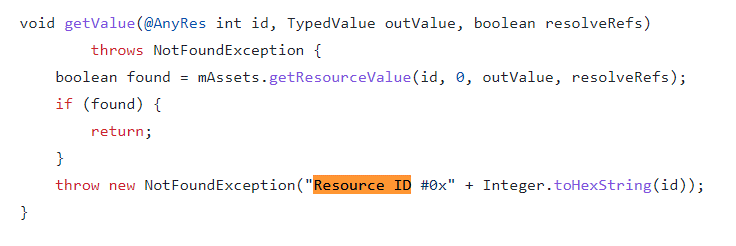 void getValue(@AnyRes int id, TypedValue outValue, boolean resolveRefs)
        throws NotFoundException {
    boolean found = mAssets.getResourceValue(id, 0, outValue, resolveRefs);
    if (found) {
        return;
    }
    throw new NotFoundException("Resource ID #0x" + Integer.toHexString(id));
}